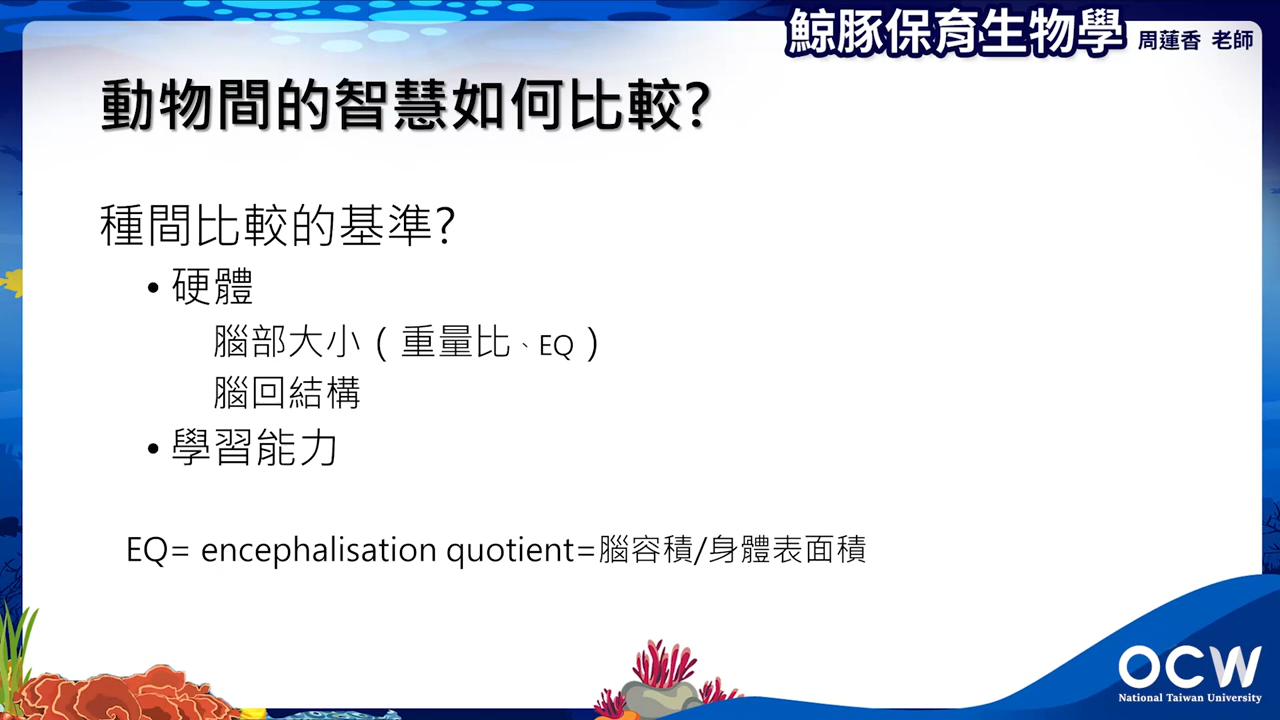 鯨豚保育生物學 周蓮香 老師
動物間的智慧如何比較?
種間比較的基準?
• 硬體
腦部大小（重量比、EQ）
腦回結構
• 學習能力
EQ= encephalisation quotient=腦容積/身體表面積
OCW
National Taiwan University